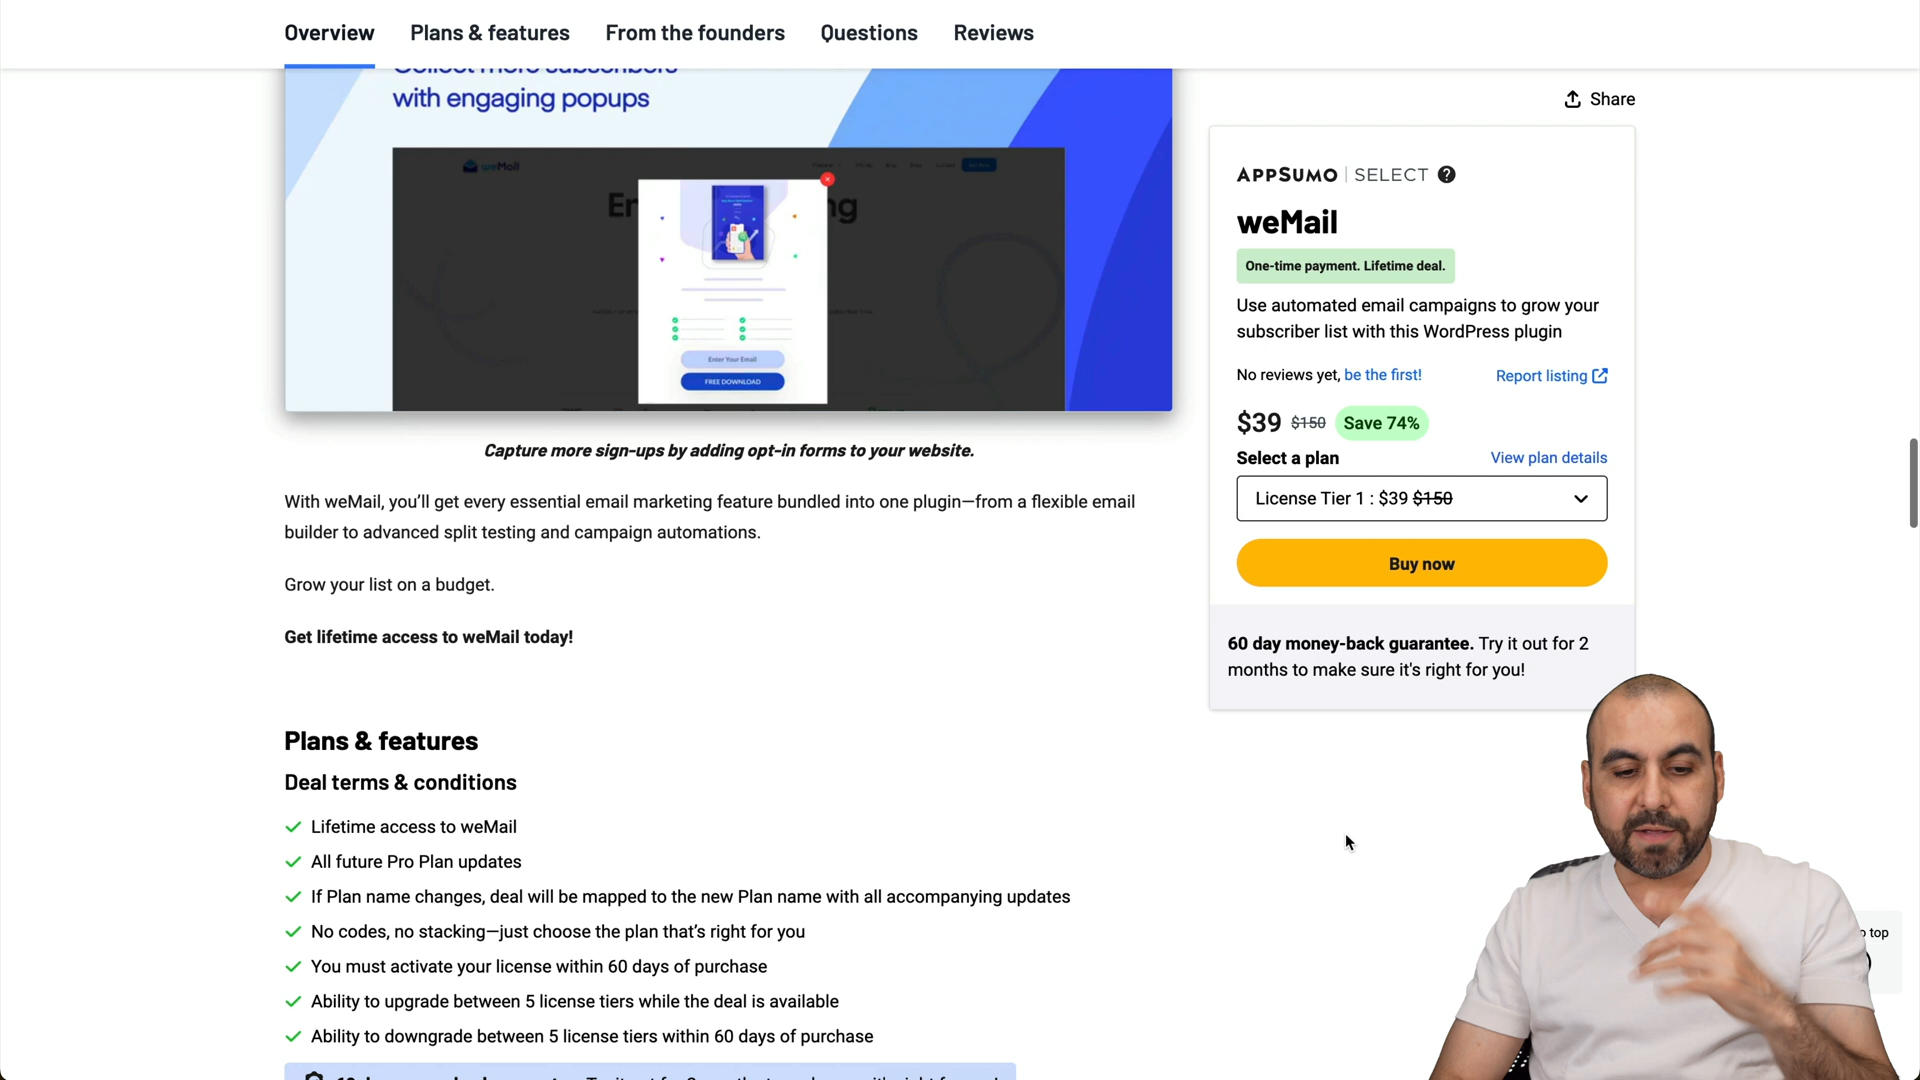 Overview Plans & features From the founders Questions Reviews
Collect more subscribers
with engaging popups
weMail
Enter Your Email
FREE DOWNLOAD
Capture more sign-ups by adding opt-in forms to your website.
With weMail, you'll get every essential email marketing feature bundled into one plugin—from a flexible email
builder to advanced split testing and campaign automations.
Grow your list on a budget.
Get lifetime access to weMail today!
Plans & features
Deal terms & conditions
Lifetime access to weMail
All future Pro Plan updates
If Plan name changes, deal will be mapped to the new Plan name with all accompanying updates
No codes, no stacking—just choose the plan that's right for you
You must activate your license within 60 days of purchase
Ability to upgrade between 5 license tiers while the deal is available
Ability to downgrade between 5 license tiers within 60 days of purchase
Share
APPSUMO | SELECT ?
weMail
One-time payment. Lifetime deal.
Use automated email campaigns to grow your
subscriber list with this WordPress plugin
No reviews yet, be the first! Report listing
$39 $150 Save 74%
Select a plan View plan details
License Tier 1 : $39 $150
Buy now
60 day money-back guarantee. Try it out for 2
months to make sure it's right for you!
top